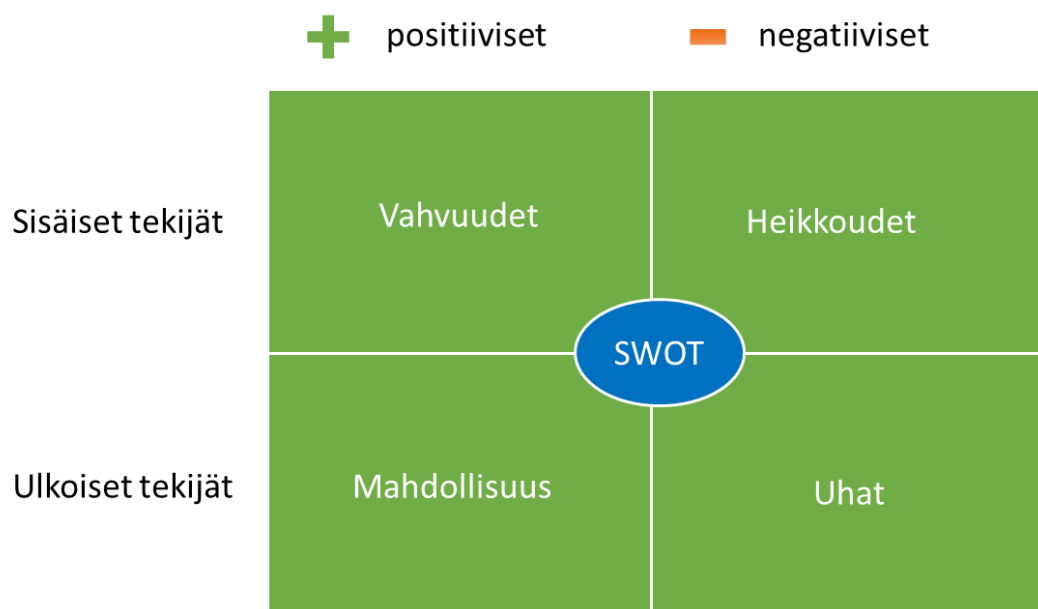 positiiviset
negatiiviset
Sisäiset tekijät
Vahvuudet
Heikkoudet
SWOT
Ulkoiset tekijät
Mahdollisuus
Uhat